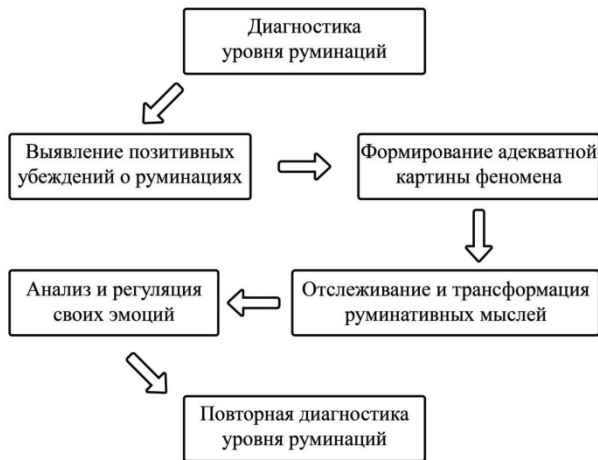 Диагностика
уровня руминаций
Выявление позитивных
убеждений о руминациях
Формирование адекватной
картины феномена
Отслеживание и трансформация
руминативных мыслей
Анализ и регуляция
своих эмоций
Повторная диагностика
уровня руминаций